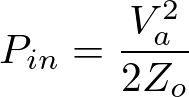 $P_{in} = \frac{V_a^2}{2Z_o}$